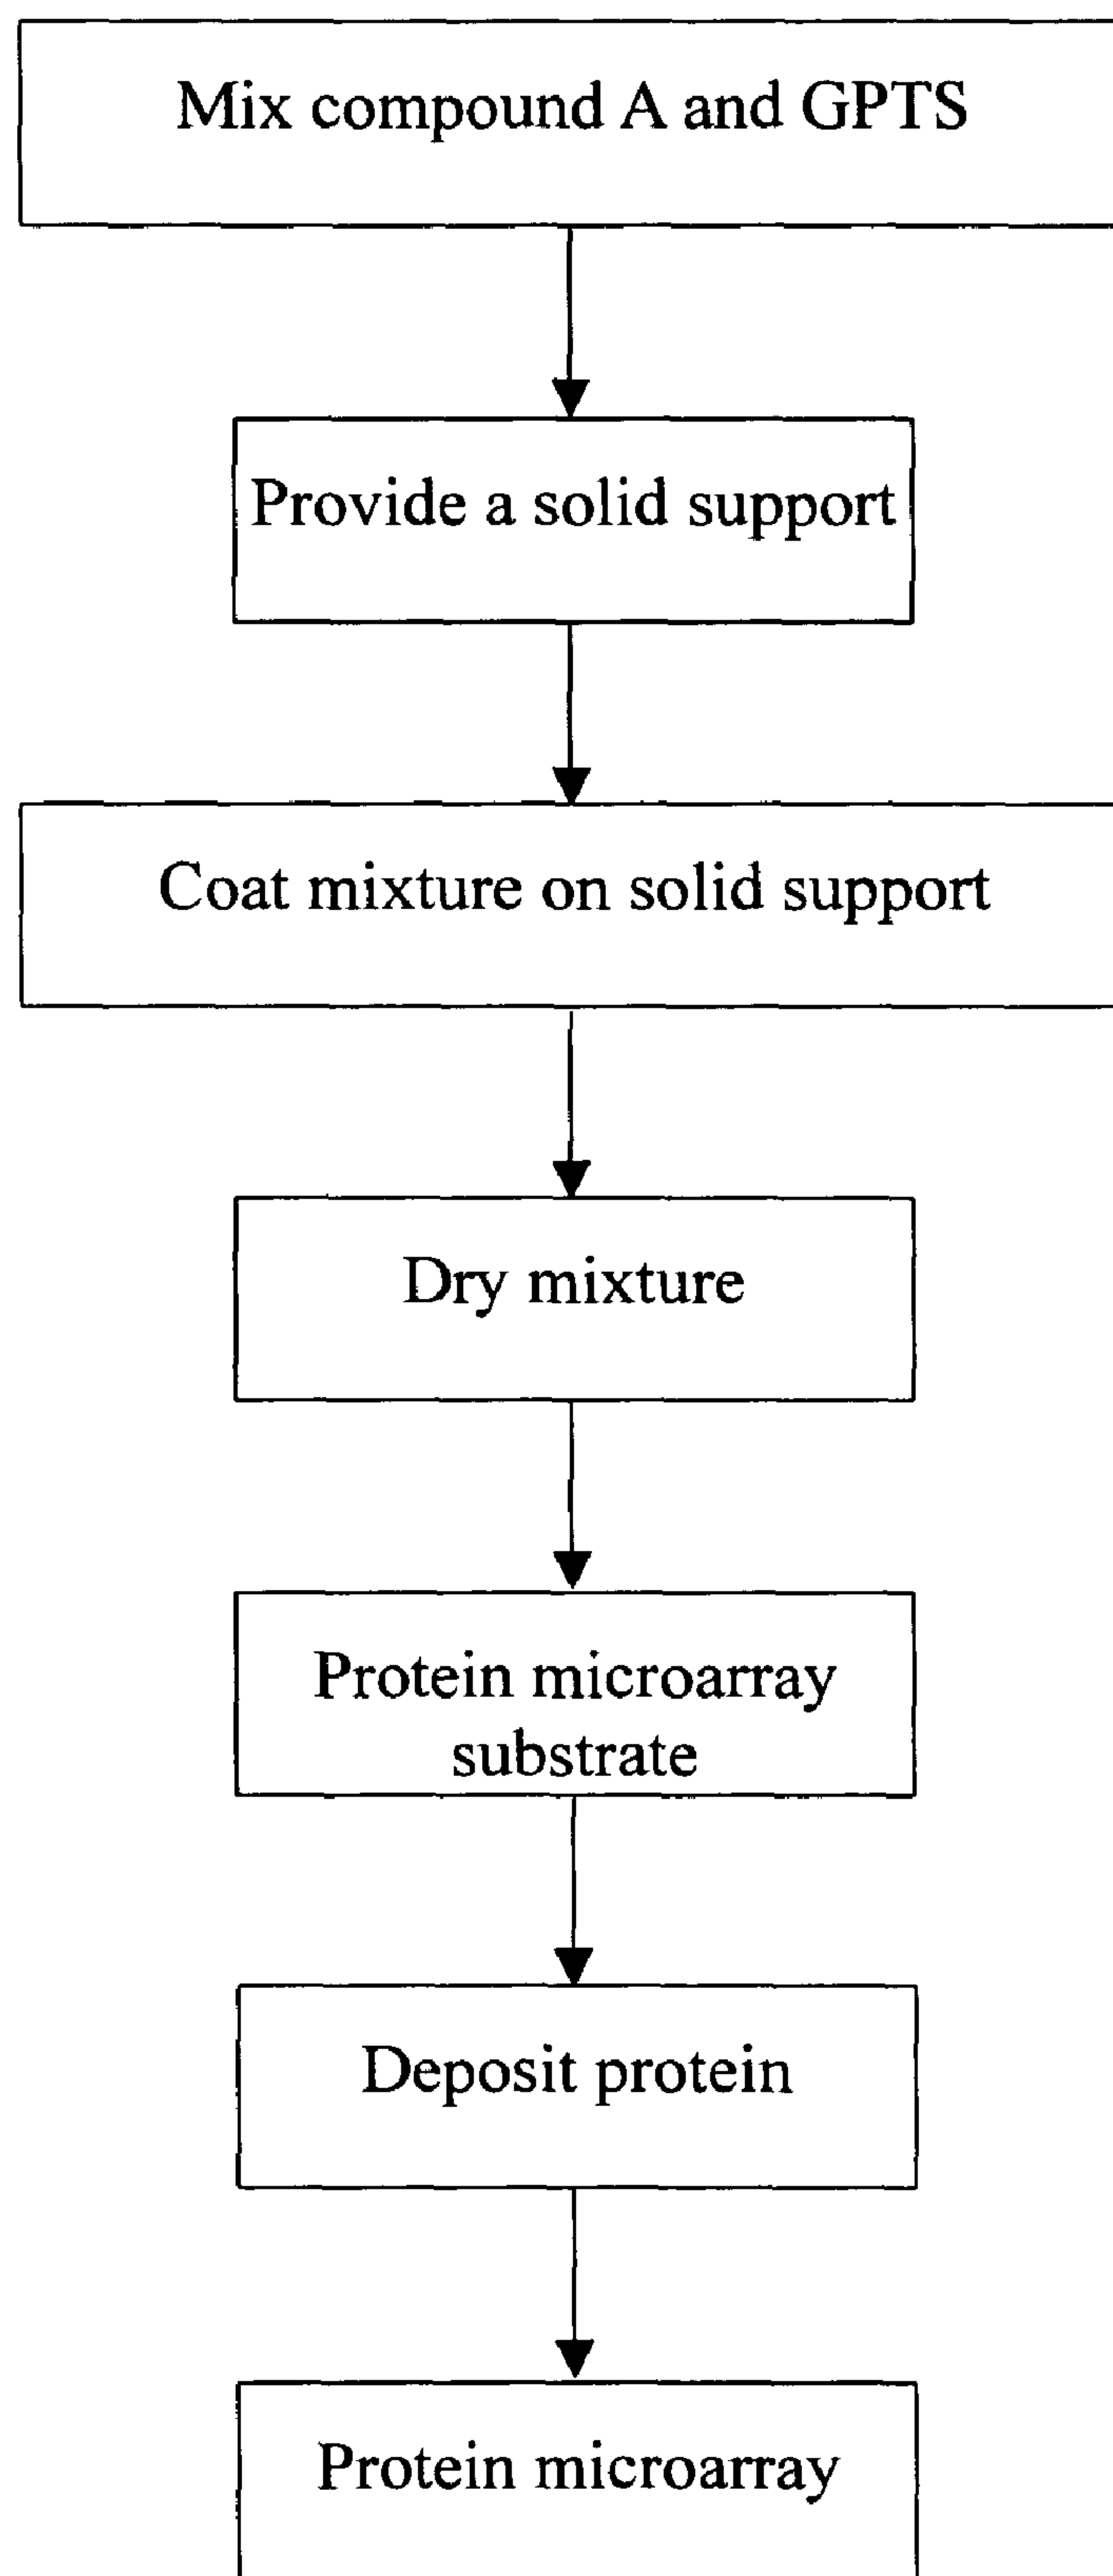 Mix compound A and GPTS
Provide a solid support
Coat mixture on solid support
Dry mixture
Protein microarray
substrate
Deposit protein
Protein microarray